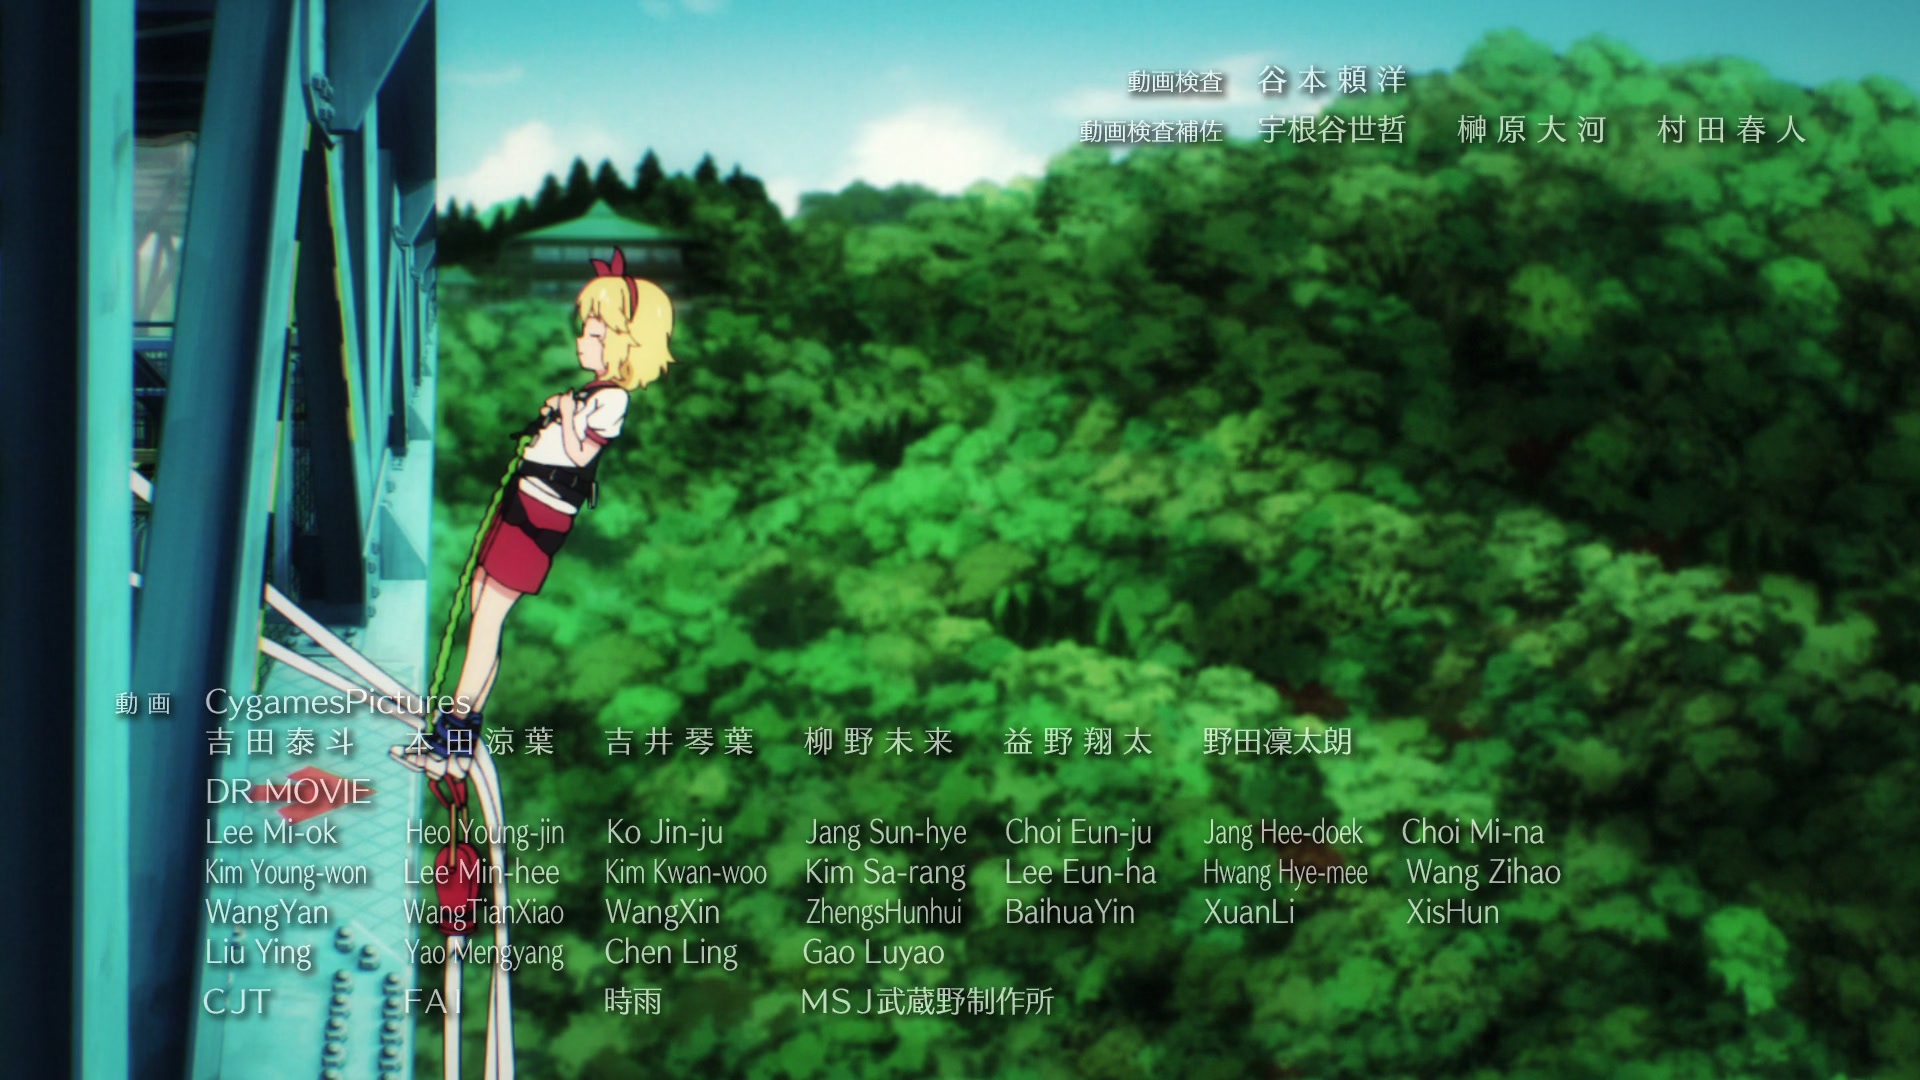 動画検査 谷本頼洋
動画検査補佐 宇根谷世哲 榊原大河 村田春人
動画 CygamesPictures
吉田泰斗 本田涼葉 吉井琴葉 柳野未来 益野翔太 野田凜太朗
DR MOVIE
Lee Mi-ok Heo Young-jin Ko Jin-ju Jang Sun-hye Choi Eun-ju Jang Hee-doek Choi Mi-na
Kim Young-won Lee Min-hee Kim Kwan-woo Kim Sa-rang Lee Eun-ha Hwang Hye-mee Wang Zihao
WangYan WangTianXiao WangXin ZhengsHunhui BaihuaYin XuanLi XisHun
Liu Ying Yao Mengyang Chen Ling Gao Luyao
CJT FAI 時雨 MSJ武蔵野制作所